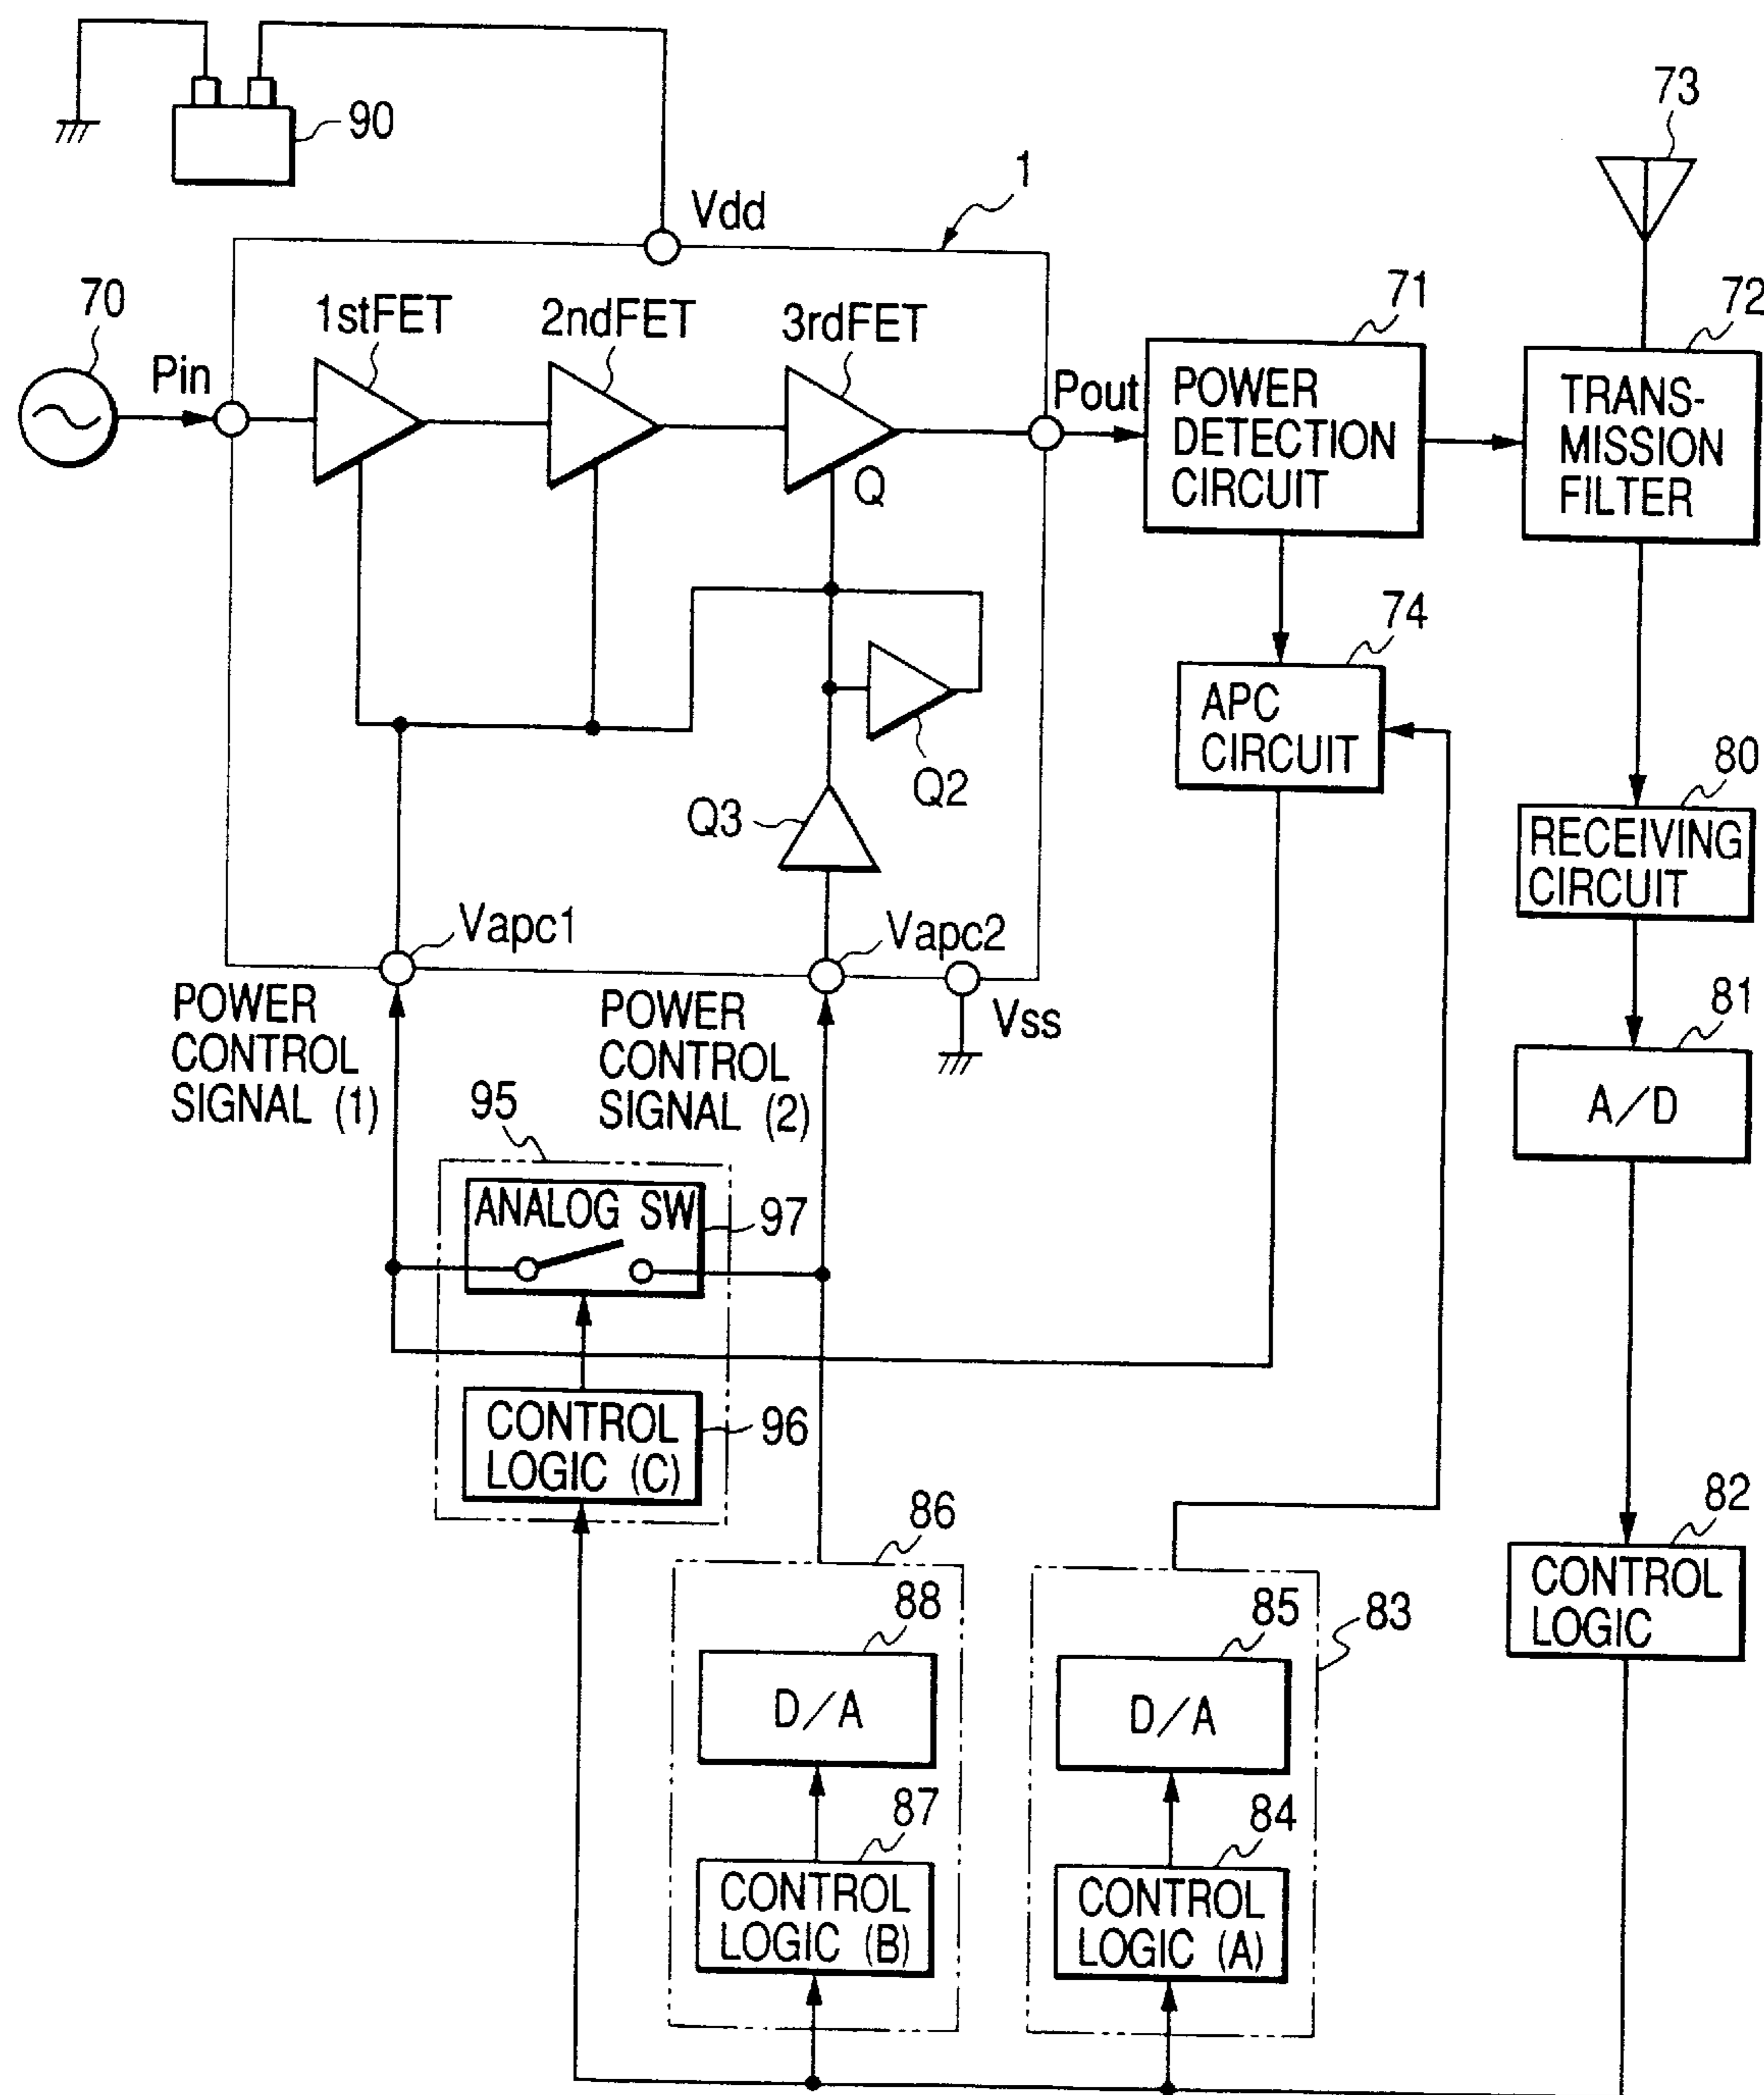 90
73
Vdd
1
70
1stFET
2ndFET
3rdFET
71
72
Pin
Q
Pout
POWER
DETECTION
CIRCUIT
TRANS-
MISSION
FILTER
74
APC
CIRCUIT
Q2
Q3
80
RECEIVING
CIRCUIT
Vapc1
Vapc2
Vss
81
A/D
POWER
CONTROL
SIGNAL (1)
POWER
CONTROL
SIGNAL (2)
95
ANALOG SW
97
CONTROL
LOGIC (C)
96
86
82
CONTROL
LOGIC
88
D/A
85
D/A
83
87
CONTROL
LOGIC (B)
84
CONTROL
LOGIC (A)